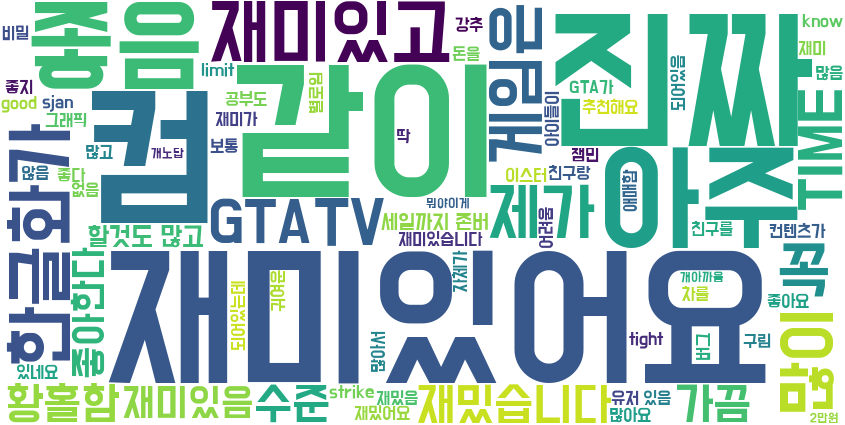 비밀
좋음
재미있고
강추
돈을
limit
별로임
게임은
진짜
know
재미
많음
되어있음
좋지
good
sjan
그래픽
공부도
재미가
컴
같이
딱
GTA가
추천해요
아이들이
TIME
많고
개노답
보통
잼민
않음
좋다
없음
이스터
친구랑
애매함
한글화가
뭐야이게
할것도 많고
GTATV
세일까지 존버
재미있습니다
제가
어려움
아주
친구를
컨텐츠가
좋아한다
재미있어요
되어있는데
귀여운
자체가
개아까움
차를
꼭
좋아요
있네요
많아서
tight
구림
많이함
황홀함
재미있음
수준
strike
재밌음
재밌어요
재밌습니다
유저 있음
많아요
가끔
2만원